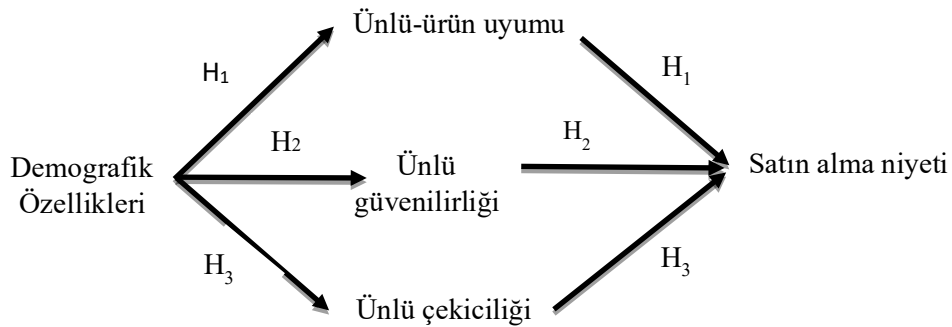 Ünlü-ürün uyumu
H₁
H₁
H2
H₂
Demografik
Özellikleri
Ünlü
güvenilirliği
Satın alma niyeti
H₃
H₃
Ünlü çekiciliği